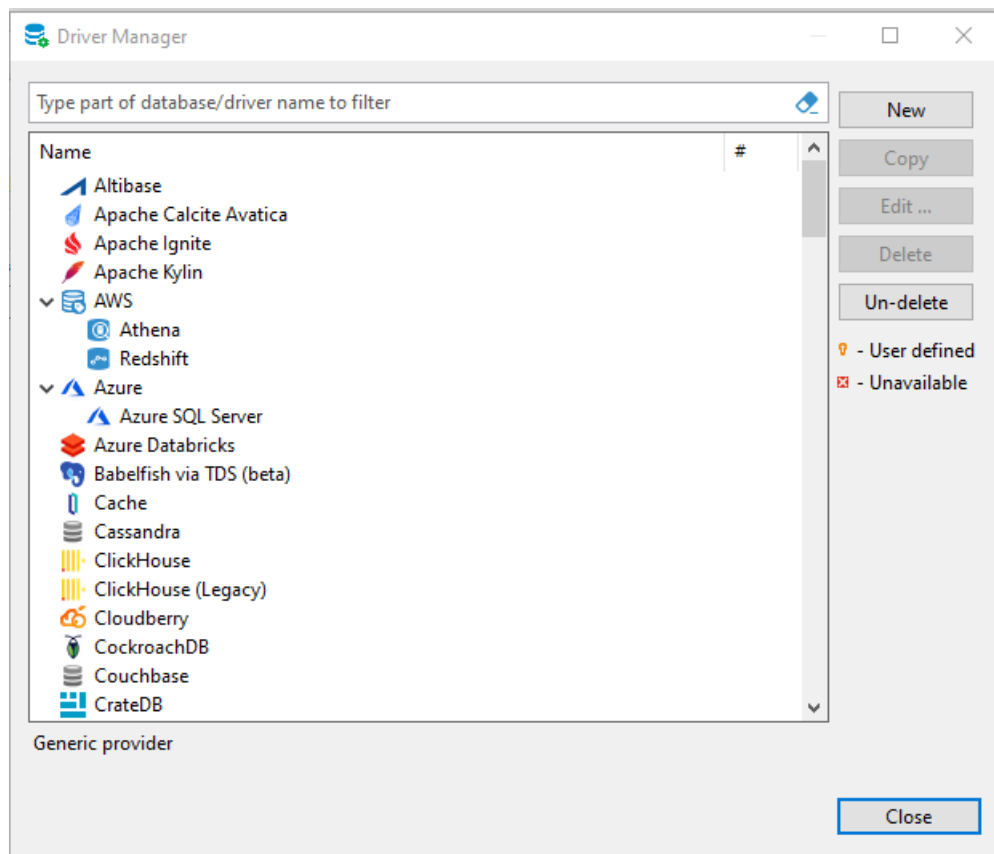 Driver Manager
Type part of database/driver name to filter
New
Name #
Copy
Altibase
Apache Calcite Avatica
Edit ...
Apache Ignite
Delete
Apache Kylin
AWS
Un-delete
Athena
- User defined
Redshift
- Unavailable
Azure
Azure SQL Server
Azure Databricks
Babelfish via TDS (beta)
Cache
Cassandra
ClickHouse
ClickHouse (Legacy)
Cloudberry
CockroachDB
Couchbase
CrateDB
Generic provider
Close